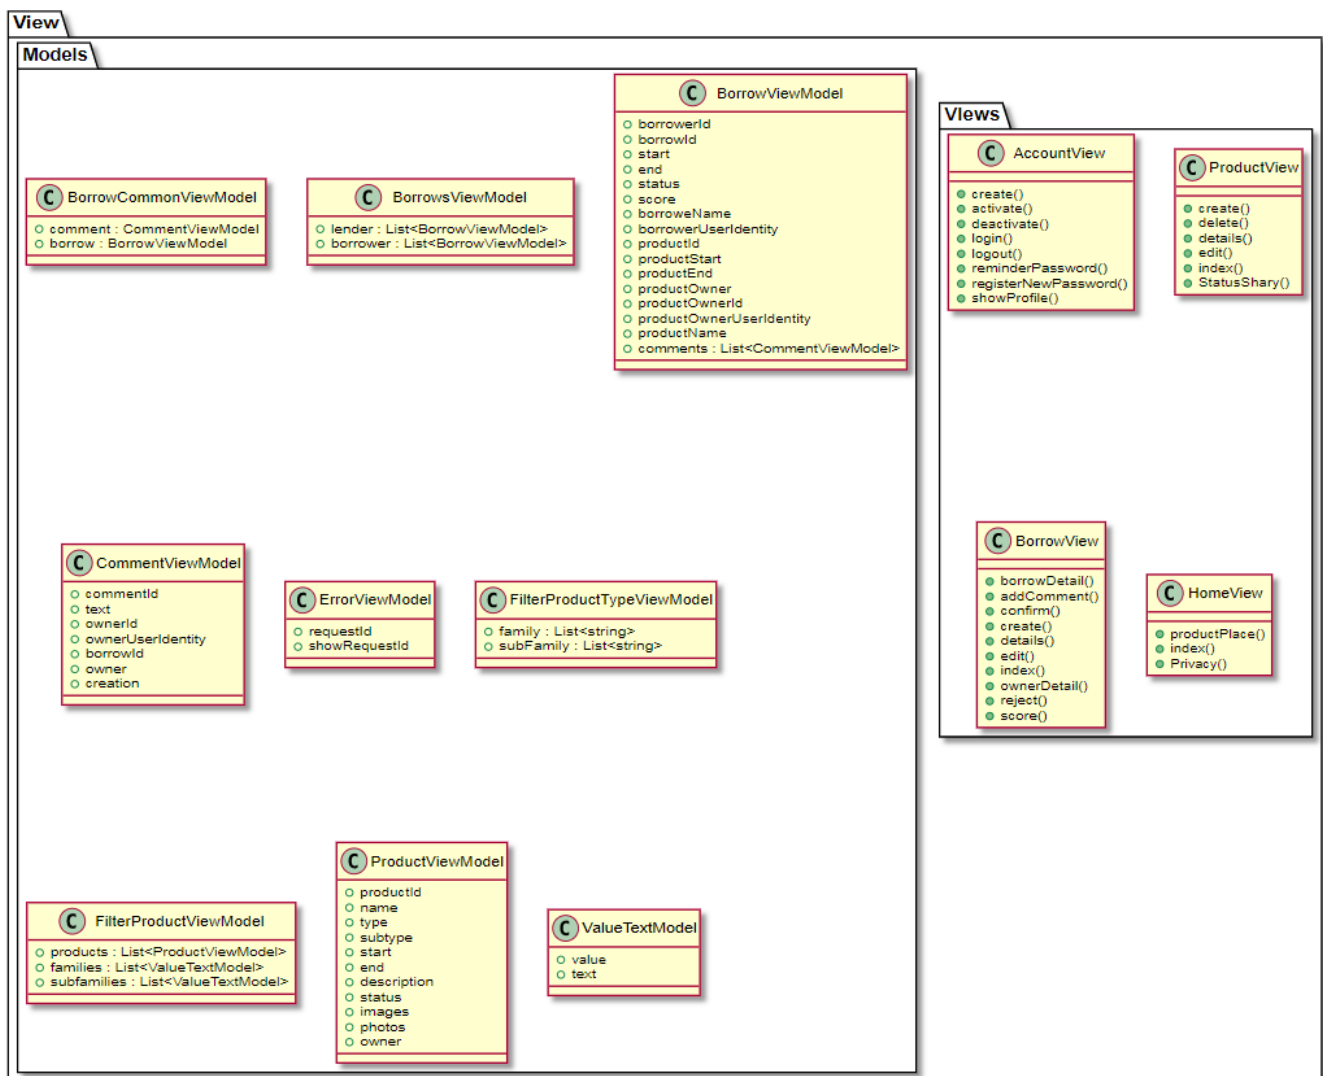 View
Models
C BorrowViewModel
borrowerId
borrowId
start
end
status
score
borroweName
borrowerUserIdentity
productId
productStart
productEnd
productOwner
productOwnerId
productOwnerUserIdentity
productName
comments : List<CommentViewModel>
C BorrowCommonViewModel
comment : CommentViewModel
borrow : BorrowViewModel
C BorrowsViewModel
lender : List<BorrowViewModel>
borrower : List<BorrowViewModel>
C CommentViewModel
commentId
text
ownerId
ownerUserIdentity
borrowId
owner
creation
C ErrorViewModel
requestId
showRequestId
C FilterProductTypeViewModel
family : List<string>
subFamily : List<string>
C FilterProductViewModel
products : List<ProductViewModel>
families : List<ValueTextModel>
subfamilies : List<ValueTextModel>
C ProductViewModel
productId
name
type
subtype
start
end
description
status
images
photos
owner
C ValueTextModel
value
text
VIews
C AccountView
create()
activate()
deactivate()
login()
logout()
reminderPassword()
registerNewPassword()
showProfile()
C ProductView
create()
delete()
details()
edit()
index()
StatusShary()
C BorrowView
borrowDetail()
addComment()
confirm()
create()
details()
edit()
index()
ownerDetail()
reject()
score()
C HomeView
productPlace()
index()
Privacy()